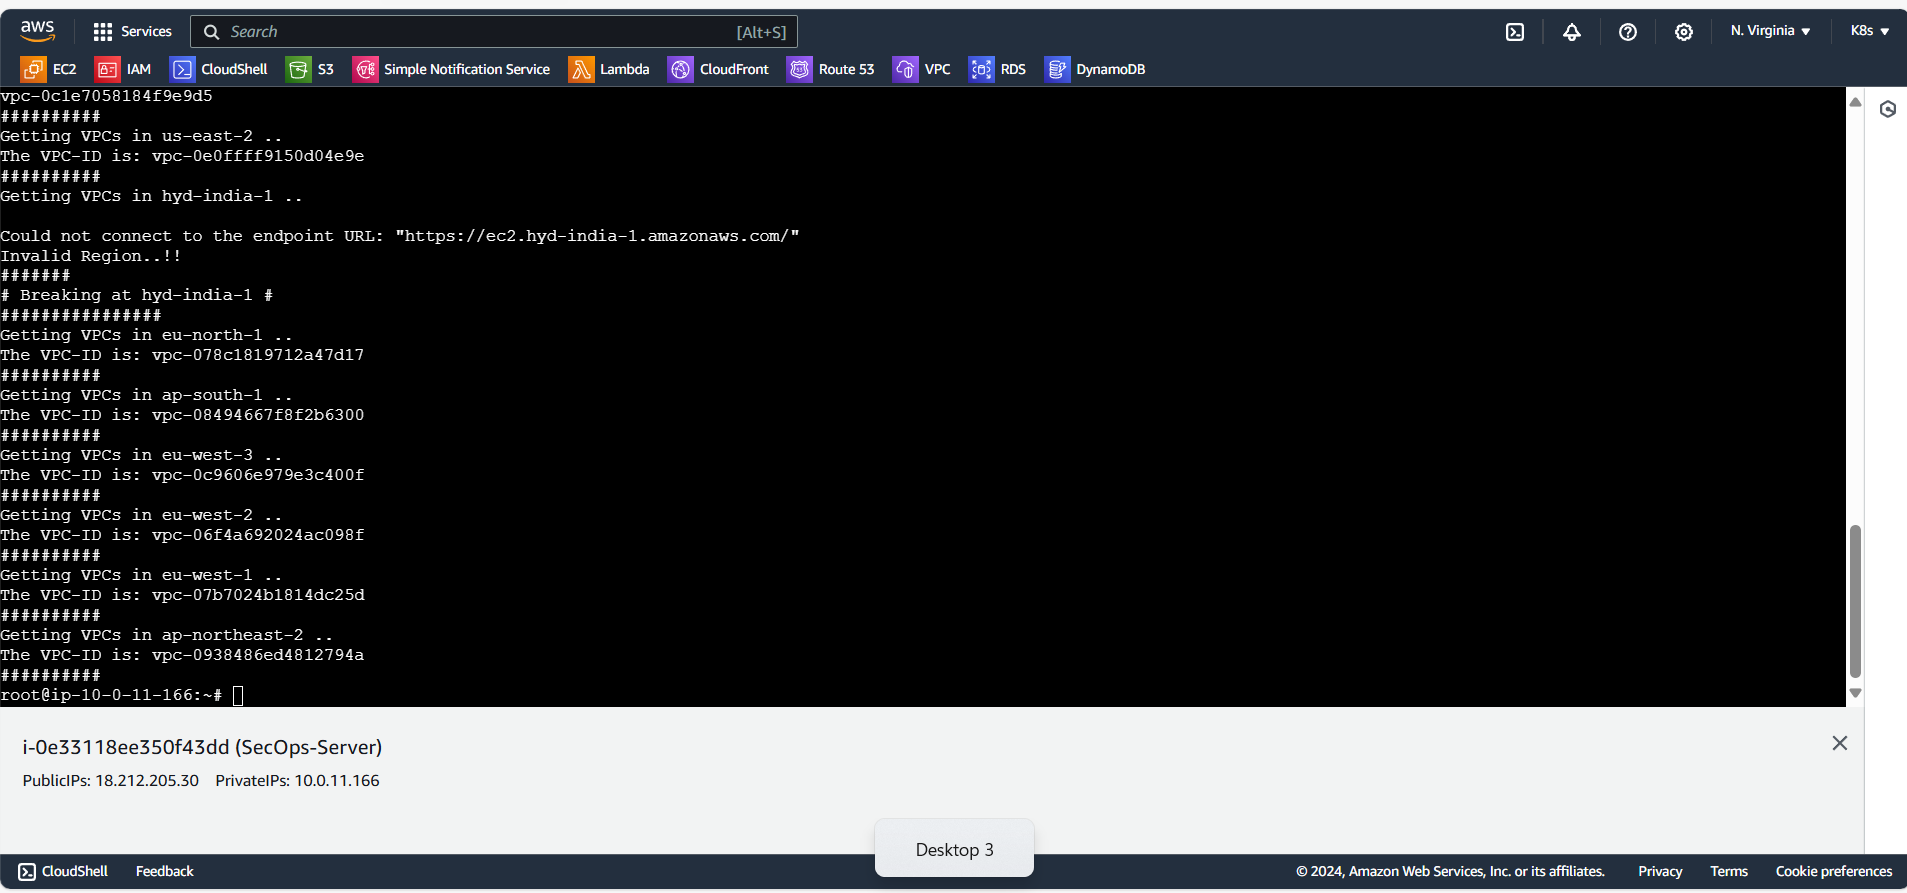 aws Services Search [Alt+S] N. Virginia ▼ K8s ▼
EC2 IAM CloudShell S3 Simple Notification Service Lambda CloudFront Route 53 VPC RDS DynamoDB
vpc-0c1e7058184f9e9d5
##########
Getting VPCs in us-east-2 ..
The VPC-ID is: vpc-0e0ffff9150d04e9e
##########
Getting VPCs in hyd-india-1 ..
Could not connect to the endpoint URL: "https://ec2.hyd-india-1.amazonaws.com/"
Invalid Region..!!
#######
# Breaking at hyd-india-1 #
################
Getting VPCs in eu-north-1 ..
The VPC-ID is: vpc-078c1819712a47d17
##########
Getting VPCs in ap-south-1 ..
The VPC-ID is: vpc-08494667f8f2b6300
##########
Getting VPCs in eu-west-3 ..
The VPC-ID is: vpc-0c9606e979e3c400f
##########
Getting VPCs in eu-west-2 ..
The VPC-ID is: vpc-06f4a692024ac098f
##########
Getting VPCs in eu-west-1 ..
The VPC-ID is: vpc-07b7024b1814dc25d
##########
Getting VPCs in ap-northeast-2 ..
The VPC-ID is: vpc-0938486ed4812794a
##########
root@ip-10-0-11-166:~#
i-0e33118ee350f43dd (SecOps-Server)
PublicIPs: 18.212.205.30 PrivateIPs: 10.0.11.166
Desktop 3
CloudShell Feedback © 2024, Amazon Web Services, Inc. or its affiliates. Privacy Terms Cookie preferences